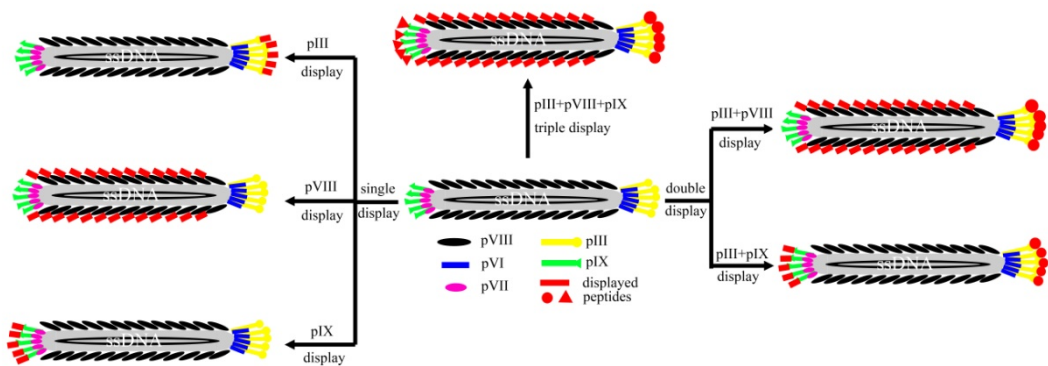 ssDNA
pIII
display
ssDNA
pIII+pVIII+pIX
triple display
pIII+pVIII
display
ssDNA
ssDNA
pVIII
display
single
display
ssDNA
double
display
pVIII
pIII
pVI
pIX
pVII
displayed
peptides
pIII+pIX
display
ssDNA
ssDNA
pIX
display